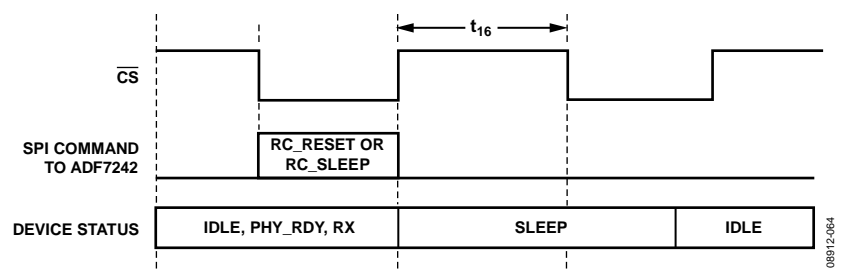 t16
CS
SPI COMMAND
TO ADF7242
RC_RESET OR
RC_SLEEP
DEVICE STATUS
IDLE, PHY_RDY, RX
SLEEP
IDLE
08912-064